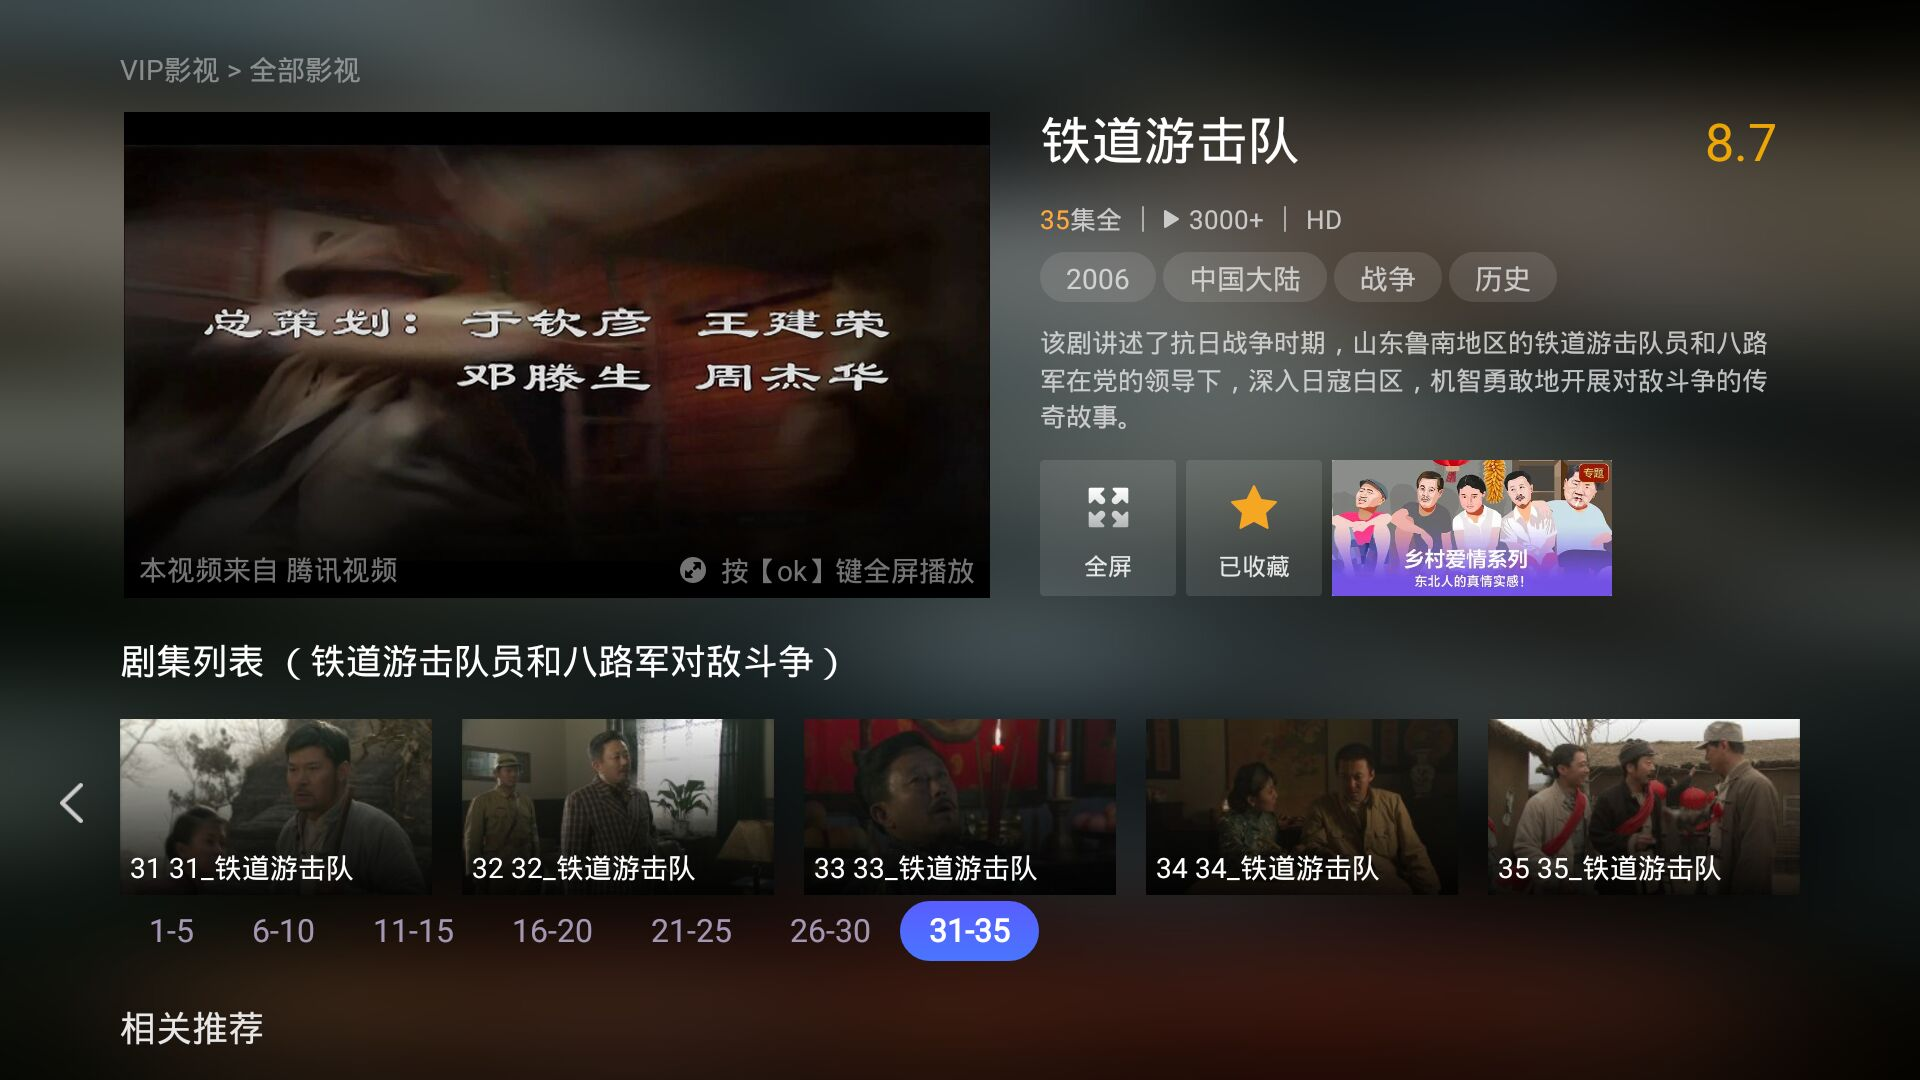 VIP影视 > 全部影视
总策划：于钦彦 王建荣
邓滕生 周杰华
本视频来自 腾讯视频
按【ok】键全屏播放
铁道游击队
8.7
35集全 | 3000+ | HD
2006 中国大陆 战争 历史
该剧讲述了抗日战争时期，山东鲁南地区的铁道游击队员和八路
军在党的领导下，深入日寇白区，机智勇敢地开展对敌斗争的传
奇故事。
全屏
已收藏
专题
乡村爱情系列
东北人的真情实感！
剧集列表 （铁道游击队员和八路军对敌斗争）
31 31_铁道游击队
32 32_铁道游击队
33 33_铁道游击队
34 34_铁道游击队
35 35_铁道游击队
1-5 6-10 11-15 16-20 21-25 26-30 31-35
相关推荐